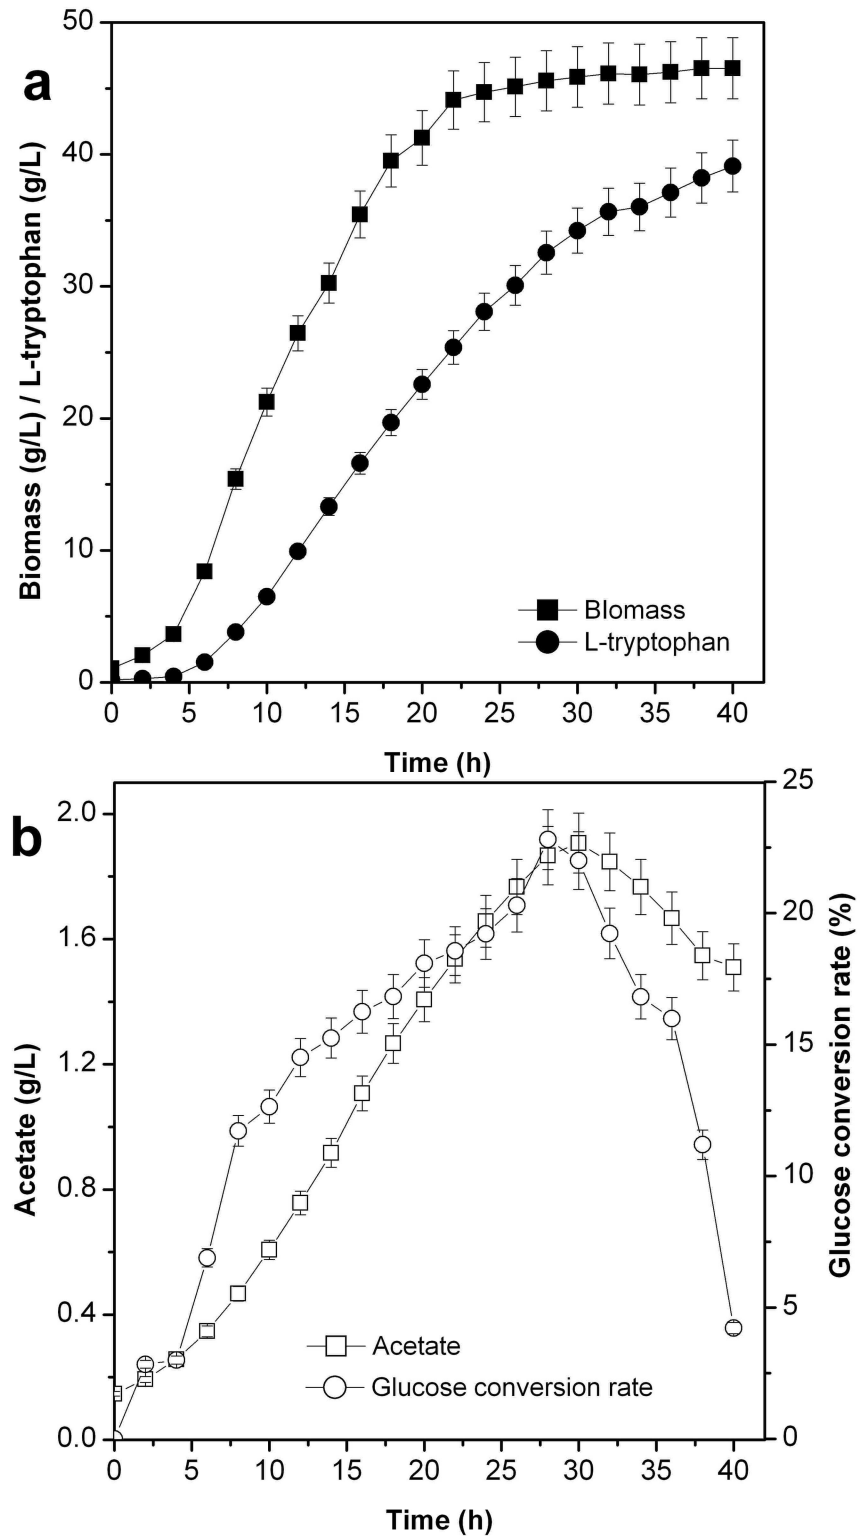 a
Biomass (g/L) / L-tryptophan (g/L)
50
40
30
20
10
0
BIomass
L-tryptophan
0 5 10 15 20 25 30 35 40
Time (h)
b
Acetate (g/L)
2.0
1.6
1.2
0.8
0.4
0.0
25
20
15
10
5
0
Glucose conversion rate (%)
Acetate
Glucose conversion rate
0 5 10 15 20 25 30 35 40
Time (h)